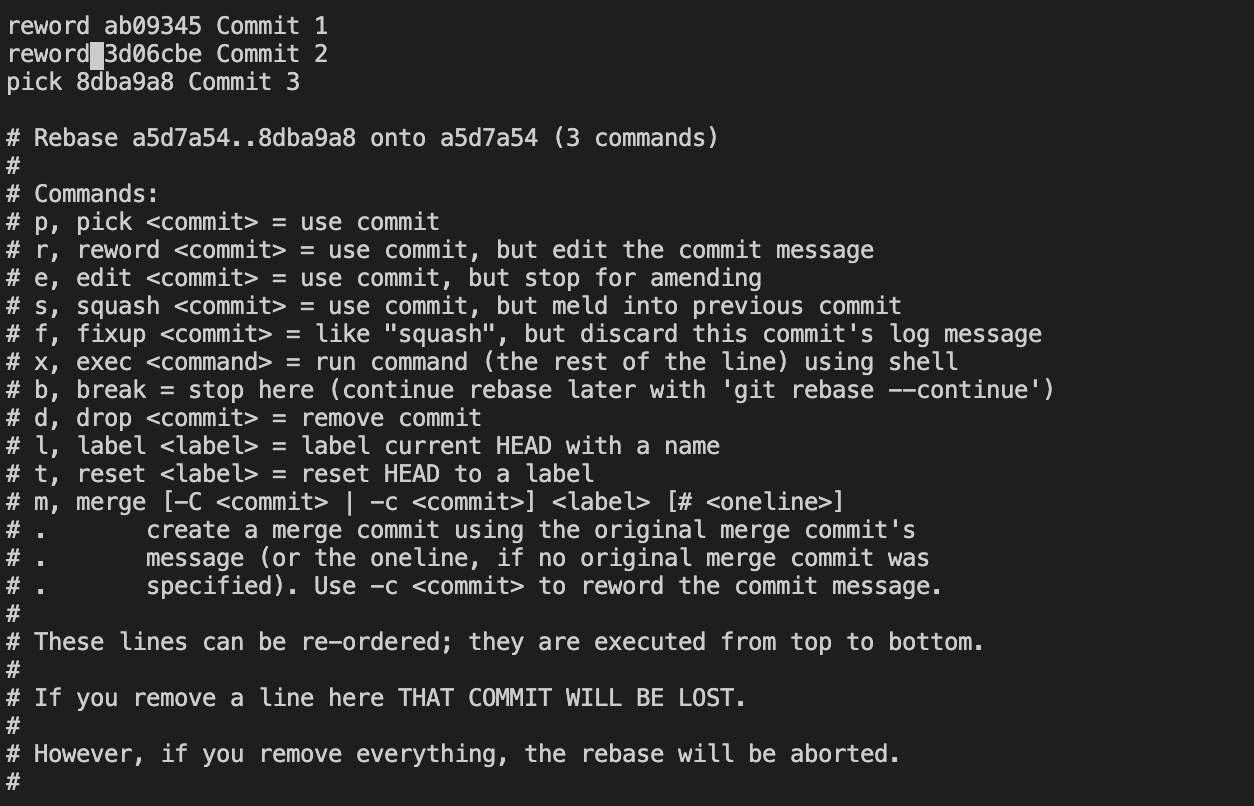 reword ab09345 Commit 1
reword 3d06cbe Commit 2
pick 8dba9a8 Commit 3

# Rebase a5d7a54..8dba9a8 onto a5d7a54 (3 commands)
#
# Commands:
# p, pick <commit> = use commit
# r, reword <commit> = use commit, but edit the commit message
# e, edit <commit> = use commit, but stop for amending
# s, squash <commit> = use commit, but meld into previous commit
# f, fixup <commit> = like "squash", but discard this commit's log message
# x, exec <command> = run command (the rest of the line) using shell
# b, break = stop here (continue rebase later with 'git rebase --continue')
# d, drop <commit> = remove commit
# l, label <label> = label current HEAD with a name
# t, reset <label> = reset HEAD to a label
# m, merge [-C <commit> | -c <commit>] <label> [# <oneline>]
# .       create a merge commit using the original merge commit's
# .       message (or the oneline, if no original merge commit was
# .       specified). Use -c <commit> to reword the commit message.
#
# These lines can be re-ordered; they are executed from top to bottom.
#
# If you remove a line here THAT COMMIT WILL BE LOST.
#
# However, if you remove everything, the rebase will be aborted.
#